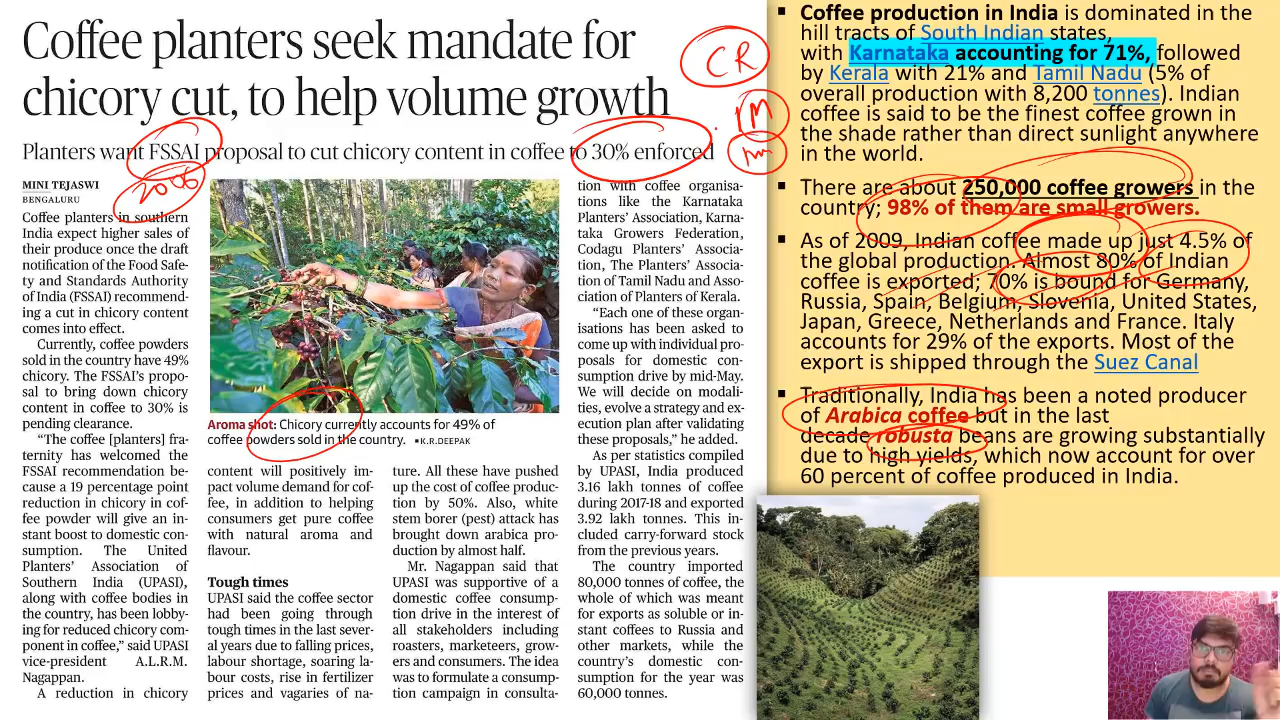 Coffee planters seek mandate for
chicory cut, to help volume growth
Planters want FSSAI proposal to cut chicory content in coffee to 30% enforced
CR
2006
MINI TEJASWI
BENGALURU
Coffee planters in southern
India expect higher sales of
their produce once the draft
notification of the Food Safe-
ty and Standards Authority
of India (FSSAI) recommend-
ing a cut in chicory content
comes into effect.
Currently, coffee powders
sold in the country have 49%
chicory. The FSSAI's propo-
sal to bring down chicory
content in coffee to 30% is
pending clearance.
"The coffee [planters] fra-
ternity has welcomed the
FSSAI recommendation be-
cause a 19 percentage point
reduction in chicory in cof-
fee powder will give an in-
stant boost to domestic con-
sumption. The United
Planters' Association of
Southern India (UPASI),
along with coffee bodies in
the country, has been lobby-
ing for reduced chicory com-
ponent in coffee," said UPASI
vice-president A.L.R.M.
Nagappan.
A reduction in chicory
Aroma shot: Chicory currently accounts for 49% of
coffee powders sold in the country. ■K.R.DEEPAK
content will positively im-
pact volume demand for cof-
fee, in addition to helping
consumers get pure coffee
with natural aroma and
flavour.
Tough times
UPASI said the coffee sector
had been going through
tough times in the last sever-
al years due to falling prices,
labour shortage, soaring la-
bour costs, rise in fertilizer
prices and vagaries of na-
ture. All these have pushed
up the cost of coffee produc-
tion by 50%. Also, white
stem borer (pest) attack has
brought down arabica pro-
duction by almost half.
Mr. Nagappan said that
UPASI was supportive of a
domestic coffee consump-
tion drive in the interest of
all stakeholders including
roasters, marketeers, grow-
ers and consumers. The idea
was to formulate a consump-
tion campaign in consulta-
tion with coffee organisa-
tions like the Karnataka
Planters' Association, Karna-
taka Growers Federation,
Codagu Planters' Associa-
tion, The Planters' Associa-
tion of Tamil Nadu and Asso-
ciation of Planters of Kerala.
"Each one of these organ-
isations has been asked to
come up with individual pro-
posals for domestic con-
sumption drive by mid-May.
We will decide on modali-
ties, evolve a strategy and ex-
ecution plan after validating
these proposals," he added.
As per statistics compiled
by UPASI, India produced
3.16 lakh tonnes of coffee
during 2017-18 and exported
3.92 lakh tonnes. This in-
cluded carry-forward stock
from the previous years.
The country imported
80,000 tonnes of coffee, the
whole of which was meant
for exports as soluble or in-
stant coffees to Russia and
other markets, while the
country's domestic con-
sumption for the year was
60,000 tonnes.
▪ Coffee production in India is dominated in the
hill tracts of South Indian states,
with Karnataka accounting for 71%, followed
by Kerala with 21% and Tamil Nadu (5% of
overall production with 8,200 tonnes). Indian
coffee is said to be the finest coffee grown in
the shade rather than direct sunlight anywhere
in the world.
▪ There are about 250,000 coffee growers in the
country; 98% of them are small growers.
▪ As of 2009, Indian coffee made up just 4.5% of
the global production. Almost 80% of Indian
coffee is exported; 70% is bound for Germany,
Russia, Spain, Belgium, Slovenia, United States,
Japan, Greece, Netherlands and France. Italy
accounts for 29% of the exports. Most of the
export is shipped through the Suez Canal
▪ Traditionally, India has been a noted producer
of Arabica coffee but in the last
decade robusta beans are growing substantially
due to high yields, which now account for over
60 percent of coffee produced in India.